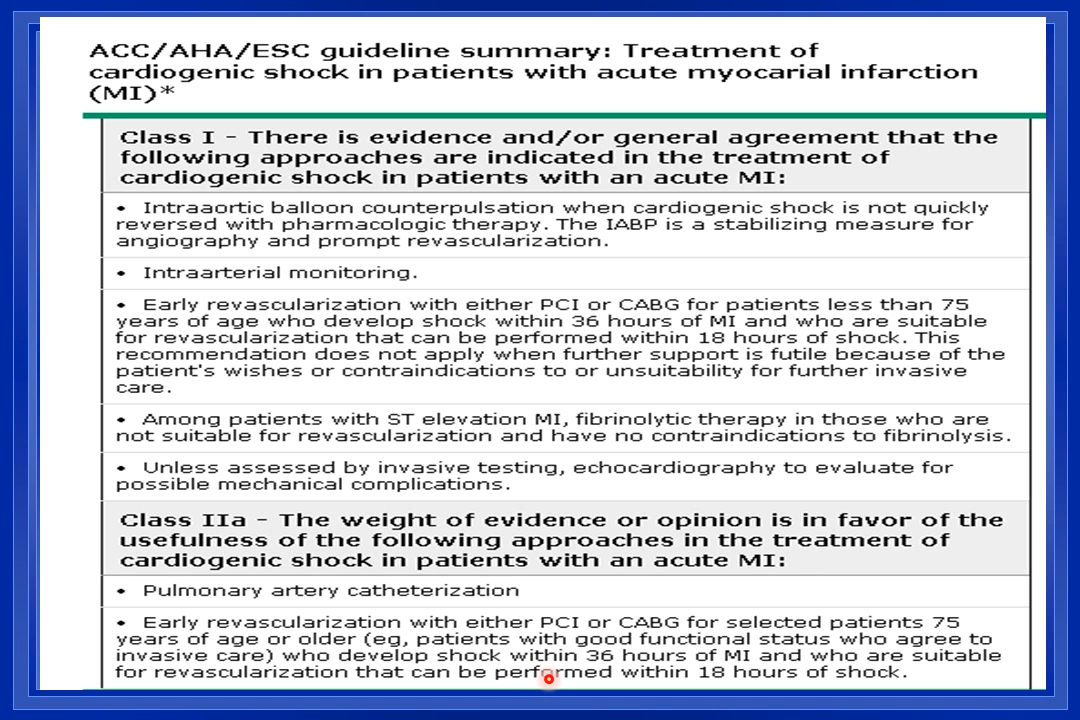 ACC/AHA/ESC guideline summary: Treatment of
cardiogenic shock in patients with acute myocarial infarction
(MI)*
Class I - There is evidence and/or general agreement that the
following approaches are indicated in the treatment of
cardiogenic shock in patients with an acute MI:
• Intraaortic balloon counterpulsation when cardiogenic shock is not quickly
reversed with pharmacologic therapy. The IABP is a stabilizing measure for
angiography and prompt revascularization.
• Intraarterial monitoring.
• Early revascularization with either PCI or CABG for patients less than 75
years of age who develop shock within 36 hours of MI and who are suitable
for revascularization that can be performed within 18 hours of shock. This
recommendation does not apply when further support is futile because of the
patient's wishes or contraindications to or unsuitability for further invasive
care.
• Among patients with ST elevation MI, fibrinolytic therapy in those who are
not suitable for revascularization and have no contraindications to fibrinolysis.
• Unless assessed by invasive testing, echocardiography to evaluate for
possible mechanical complications.
Class IIa - The weight of evidence or opinion is in favor of the
usefulness of the following approaches in the treatment of
cardiogenic shock in patients with an acute MI:
• Pulmonary artery catheterization
• Early revascularization with either PCI or CABG for selected patients 75
years of age or older (eg, patients with good functional status who agree to
invasive care) who develop shock within 36 hours of MI and who are suitable
for revascularization that can be performed within 18 hours of shock.